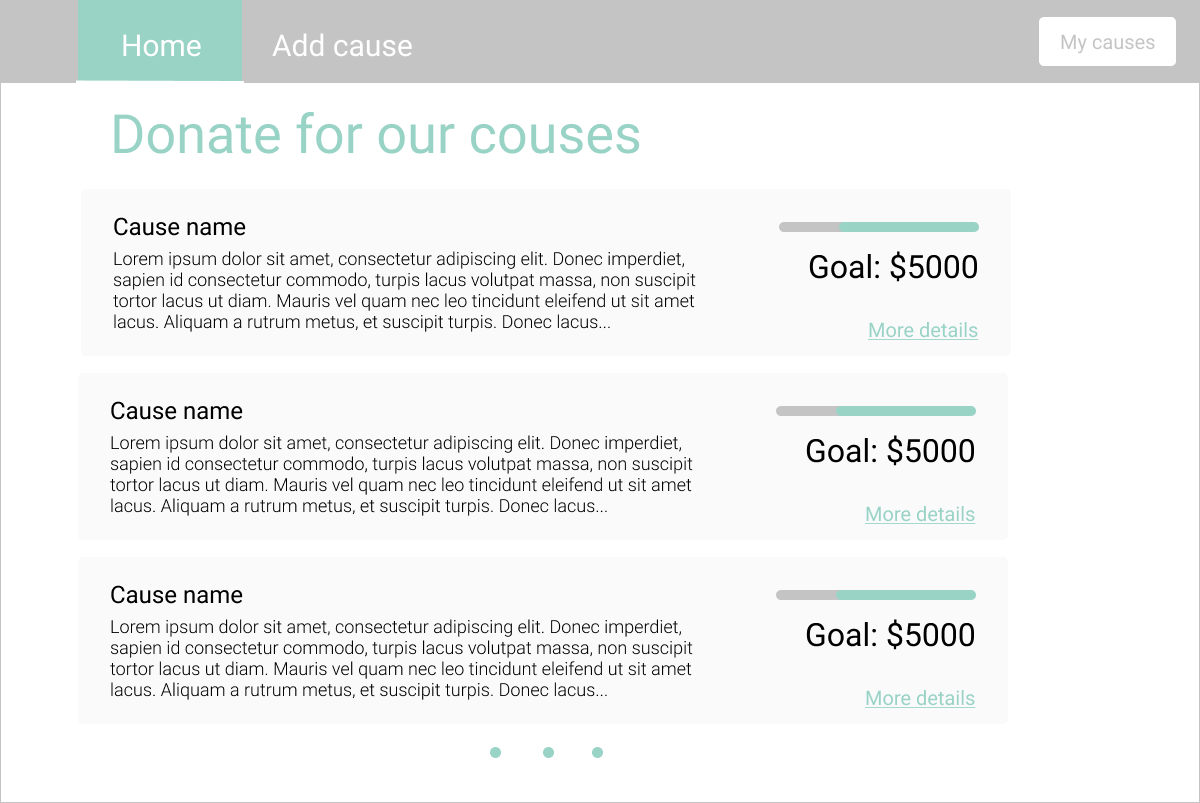 Home
Add cause
My causes
Donate for our couses
Cause name
Lorem ipsum dolor sit amet, consectetur adipiscing elit. Donec imperdiet,
sapien id consectetur commodo, turpis lacus volutpat massa, non suscipit
tortor lacus ut diam. Mauris vel quam nec leo tincidunt eleifend ut sit amet
lacus. Aliquam a rutrum metus, et suscipit turpis. Donec lacus...
Goal: $5000
More details
Cause name
Lorem ipsum dolor sit amet, consectetur adipiscing elit. Donec imperdiet,
sapien id consectetur commodo, turpis lacus volutpat massa, non suscipit
tortor lacus ut diam. Mauris vel quam nec leo tincidunt eleifend ut sit amet
lacus. Aliquam a rutrum metus, et suscipit turpis. Donec lacus...
Goal: $5000
More details
Cause name
Lorem ipsum dolor sit amet, consectetur adipiscing elit. Donec imperdiet,
sapien id consectetur commodo, turpis lacus volutpat massa, non suscipit
tortor lacus ut diam. Mauris vel quam nec leo tincidunt eleifend ut sit amet
lacus. Aliquam a rutrum metus, et suscipit turpis. Donec lacus...
Goal: $5000
More details